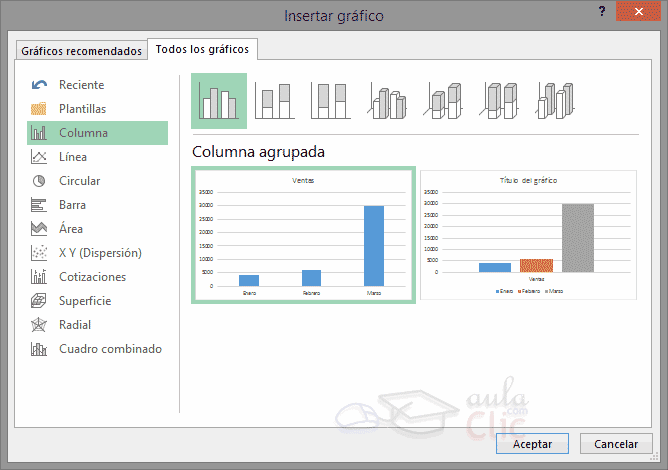 Insertar gráfico
?
Gráficos recomendados
Todos los gráficos
Reciente
Plantillas
Columna
Línea
Circular
Barra
Área
X Y (Dispersión)
Cotizaciones
Superficie
Radial
Cuadro combinado
Columna agrupada
Ventas
35000
30000
25000
20000
15000
10000
5000
0
Enero Febrero Marzo
Título del gráfico
35000
30000
25000
20000
15000
10000
5000
0
Ventas
Enero Febrero Marzo
aula
.com
Clic
Aceptar
Cancelar